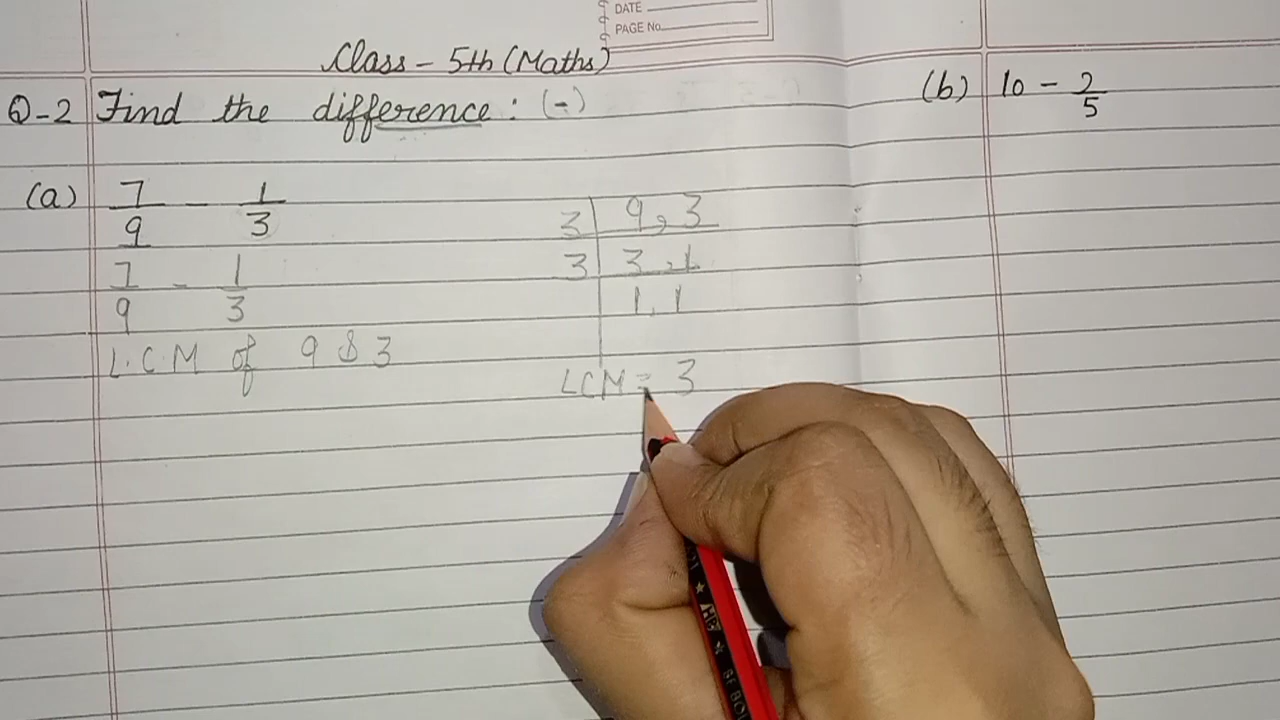 DATE
PAGE No.
Class - 5th (Maths)
Q-2 Find the difference : (-)
(a) 7/9 - 1/3
7/9 - 1/3
L.C.M of 9 & 3
3 | 9, 3
3 | 3, 1
1, 1
LCM = 3
(b) 10 - 2/5
HB